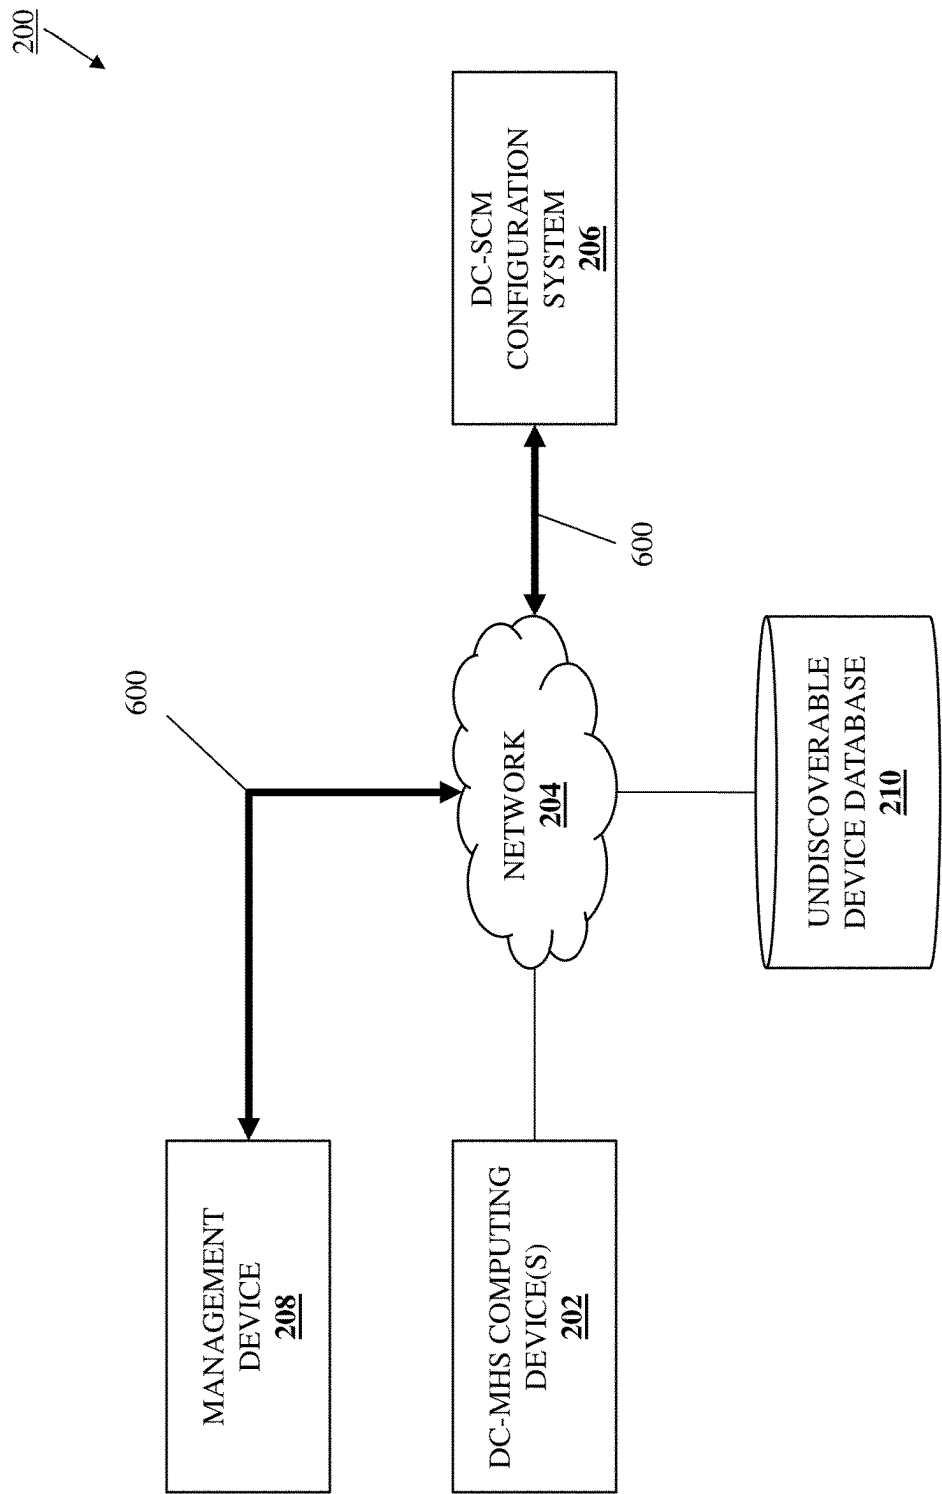 200
MANAGEMENT
DEVICE
208
600
DC-MHS COMPUTING
DEVICE(S)
202
NETWORK
204
600
DC-SCM
CONFIGURATION
SYSTEM
206
UNDISCOVERABLE
DEVICE DATABASE
210